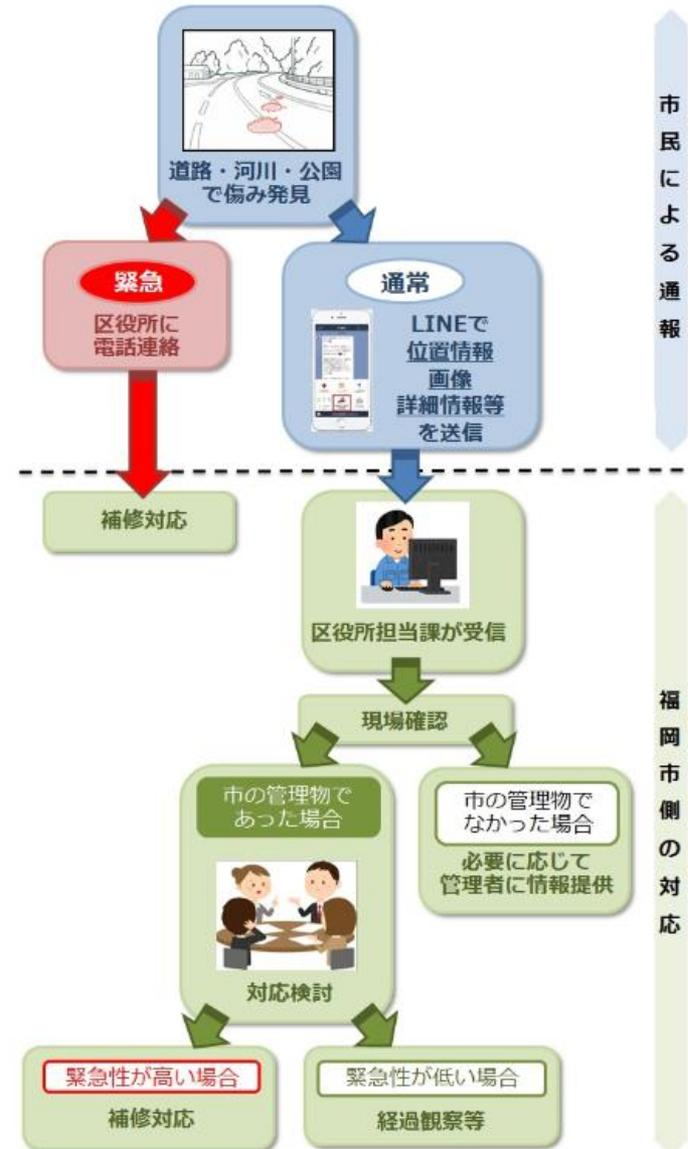 道路・河川・公園
で傷み発見
緊急
区役所に
電話連絡
通常
LINEで
位置情報
画像
詳細情報等
を送信
市民による通報
補修対応
区役所担当課が受信
現場確認
市の管理物で
あった場合
対応検討
市の管理物で
なかった場合
必要に応じて
管理者に情報提供
緊急性が高い場合
補修対応
緊急性が低い場合
経過観察等
福岡市側の対応